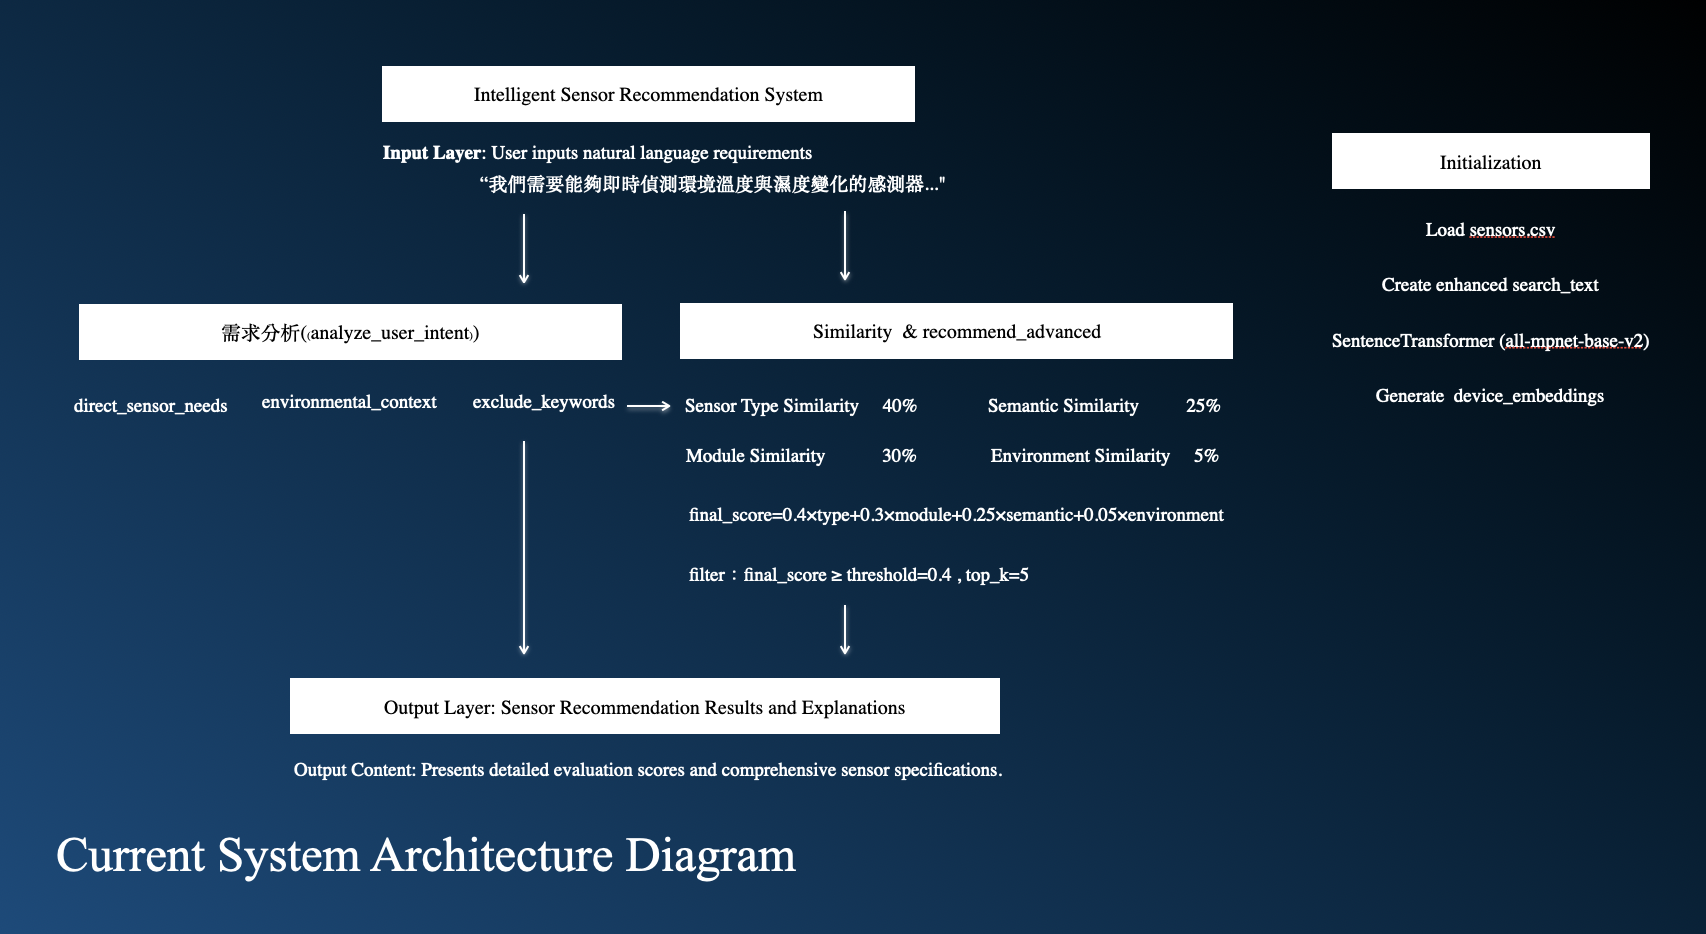 Intelligent Sensor Recommendation System
Input Layer: User inputs natural language requirements
“我們需要能夠即時偵測環境溫度與濕度變化的感測器..."
需求分析((analyze_user_intent))
direct_sensor_needs
environmental_context
exclude_keywords
Similarity & recommend_advanced
Sensor Type Similarity 40%
Semantic Similarity 25%
Module Similarity 30%
Environment Similarity 5%
final_score=0.4×type+0.3×module+0.25×semantic+0.05×environment
filter：final_score ≥ threshold=0.4 , top_k=5
Output Layer: Sensor Recommendation Results and Explanations
Output Content: Presents detailed evaluation scores and comprehensive sensor specifications.
Initialization
Load sensors.csv
Create enhanced search_text
SentenceTransformer (all-mpnet-base-v2)
Generate device_embeddings
Current System Architecture Diagram